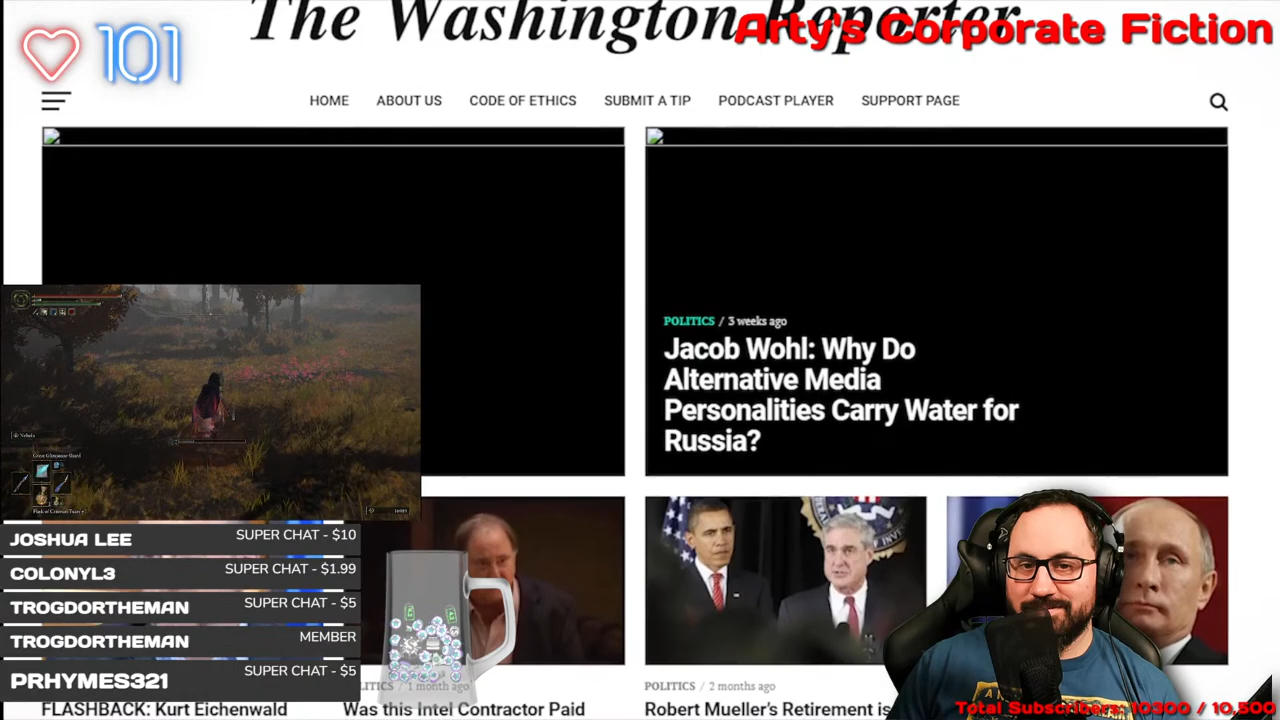 The Washington Reporter
Arty's Corporate Fiction
101
HOME ABOUT US CODE OF ETHICS SUBMIT A TIP PODCAST PLAYER SUPPORT PAGE
POLITICS / 3 weeks ago
Jacob Wohl: Why Do
Alternative Media
Personalities Carry Water for
Russia?
Nebula
JOSHUA LEE SUPER CHAT - $10
COLONYL3 SUPER CHAT - $1.99
TROGDORTHEMAN SUPER CHAT - $5
TROGDORTHEMAN MEMBER
PRHYMES321 SUPER CHAT - $5
LITICS / 1 month ago
POLITICS / 2 months ago
FLASHBACK: Kurt Eichenwald
Was this Intel Contractor Paid
Robert Mueller's Retirement is
Total Subscribers: 10300 / 10,500